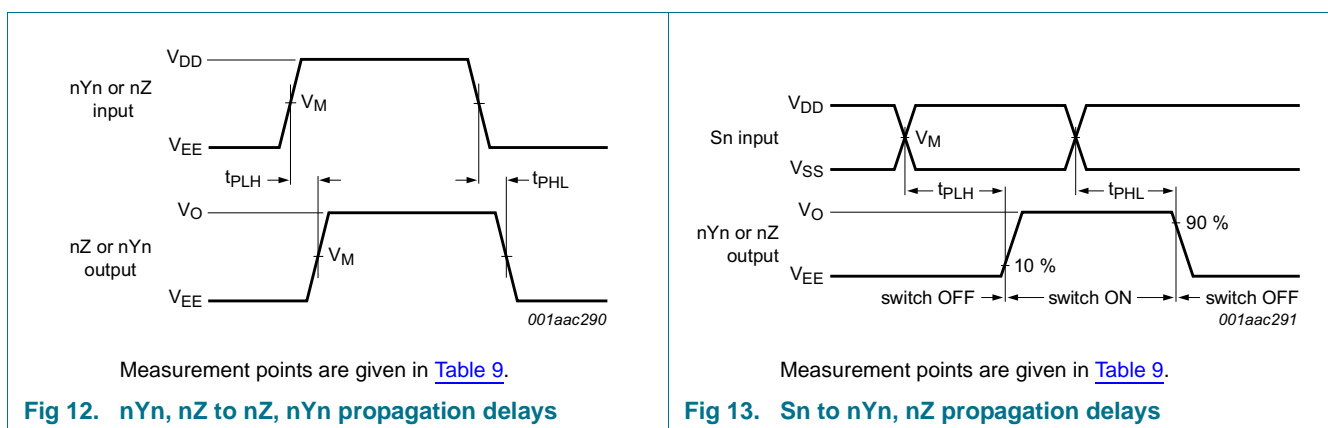 VDD
nYn or nZ
input
VM
VEE
tPLH
tPHL
VO
nZ or nYn
output
VM
VEE
001aac290
Measurement points are given in Table 9.
Fig 12. nYn, nZ to nZ, nYn propagation delays
VDD
Sn input
VM
VSS
tPLH
tPHL
VO
nYn or nZ
output
90 %
10 %
VEE
switch OFF
switch ON
switch OFF
001aac291
Measurement points are given in Table 9.
Fig 13. Sn to nYn, nZ propagation delays